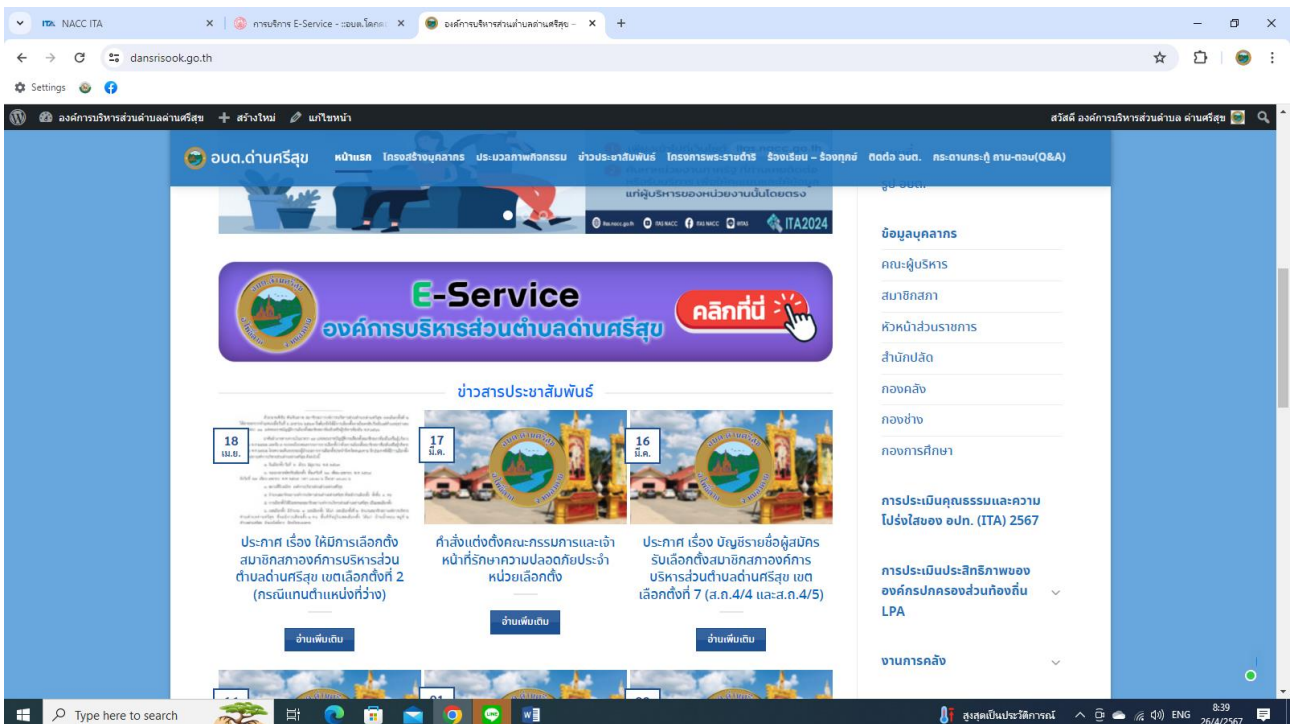 NACC ITA
การบริการ E-Service - ::อบต.โคกกะ
องค์การบริหารส่วนตำบลด่านศรีสุข –
dansrisook.go.th
Settings
องค์การบริหารส่วนตำบลด่านศรีสุข
สร้างใหม่
แก้ไขหน้า
สวัสดี องค์การบริหารส่วนตำบล ด่านศรีสุข
อบต.ด่านศรีสุข
หน้าแรก โครงสร้างบุคลากร ประมวลภาพกิจกรรม ข่าวประชาสัมพันธ์ โครงการพระราชดำริ ร้องเรียน – ร้องทุกข์ ติดต่อ อบต. กระดานกระทู้ ถาม-ตอบ(Q&A)
แก่ผู้บริหารของหน่วยงานนั้นโดยตรง
ITA2024
E-Service
องค์การบริหารส่วนตำบลด่านศรีสุข
คลิกที่นี่
ข่าวสารประชาสัมพันธ์
18
เม.ย.
ประกาศ เรื่อง ให้มีการเลือกตั้ง
สมาชิกสภาองค์การบริหารส่วน
ตำบลด่านศรีสุข เขตเลือกตั้งที่ 2
(กรณีแทนตำแหน่งที่ว่าง)
อ่านเพิ่มเติม
17
มี.ค.
คำสั่งแต่งตั้งคณะกรรมการและเจ้า
หน้าที่รักษาความปลอดภัยประจำ
หน่วยเลือกตั้ง
อ่านเพิ่มเติม
16
มี.ค.
ประกาศ เรื่อง บัญชีรายชื่อผู้สมัคร
รับเลือกตั้งสมาชิกสภาองค์การ
บริหารส่วนตำบลด่านศรีสุข เขต
เลือกตั้งที่ 7 (ส.ถ.4/4 และส.ถ.4/5)
อ่านเพิ่มเติม
รูป อบต.
ข้อมูลบุคลากร
คณะผู้บริหาร
สมาชิกสภา
หัวหน้าส่วนราชการ
สำนักปลัด
กองคลัง
กองช่าง
กองการศึกษา
การประเมินคุณธรรมและความ
โปร่งใสของ อปท. (ITA) 2567
การประเมินประสิทธิภาพของ
องค์กรปกครองส่วนท้องถิ่น
LPA
งานการคลัง
Type here to search
สูงสุดเป็นประวัติการณ์
ENG
8:39
26/4/2567